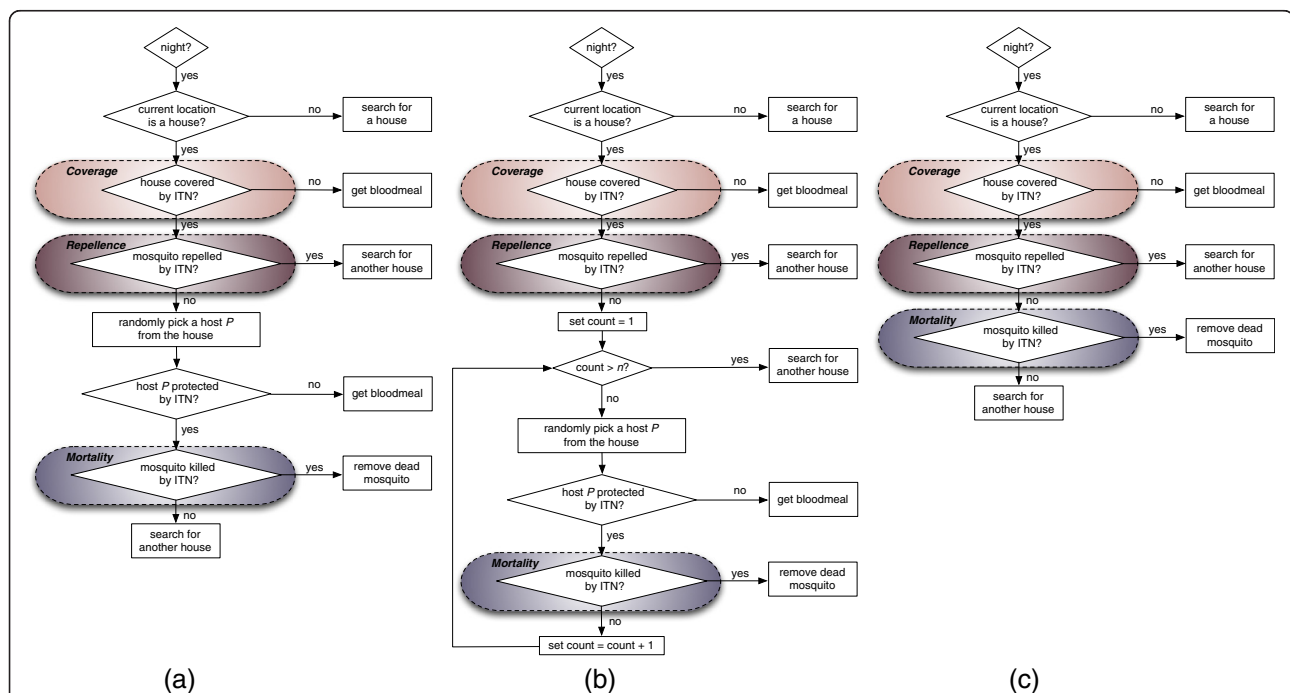 night?
yes
current location
is a house?
no
search for
a house
yes
Coverage
house covered
by ITN?
no
get bloodmeal
yes
Repellence
mosquito repelled
by ITN?
yes
search for
another house
no
randomly pick a host P
from the house
host P protected
by ITN?
no
get bloodmeal
yes
Mortality
mosquito killed
by ITN?
yes
remove dead
mosquito
no
search for
another house
(a)
night?
yes
current location
is a house?
no
search for
a house
yes
Coverage
house covered
by ITN?
no
get bloodmeal
yes
Repellence
mosquito repelled
by ITN?
yes
search for
another house
no
set count = 1
count > n?
yes
search for
another house
no
randomly pick a host P
from the house
host P protected
by ITN?
no
get bloodmeal
yes
Mortality
mosquito killed
by ITN?
yes
remove dead
mosquito
no
set count = count + 1
(b)
night?
yes
current location
is a house?
no
search for
a house
yes
Coverage
house covered
by ITN?
no
get bloodmeal
yes
Repellence
mosquito repelled
by ITN?
yes
search for
another house
no
Mortality
mosquito killed
by ITN?
yes
remove dead
mosquito
no
search for
another house
(c)